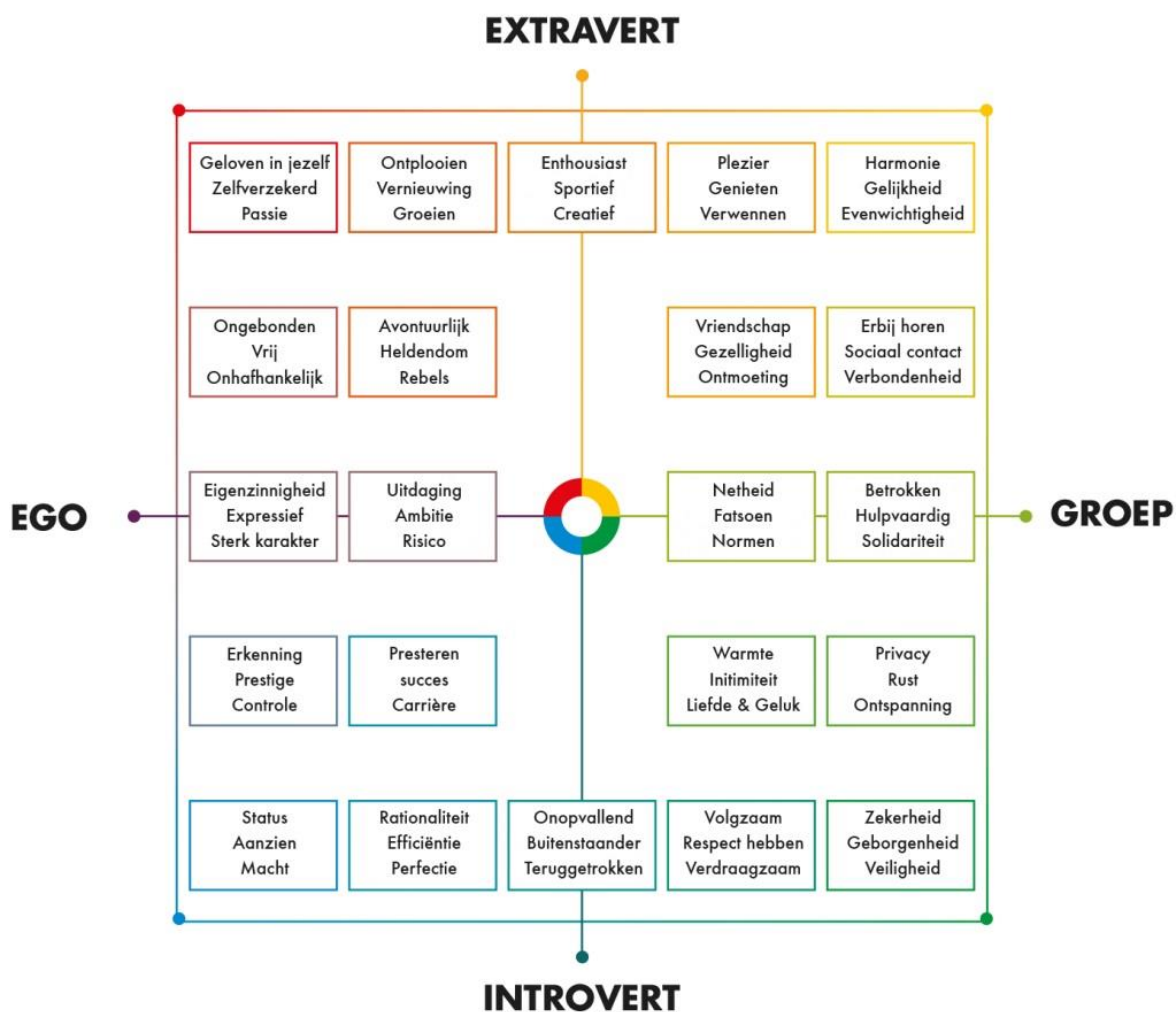 EXTRAVERT
Geloven in jezelf
Zelfverzekerd
Passie
Ontplooien
Vernieuwing
Groeien
Enthousiast
Sportief
Creatief
Plezier
Genieten
Verwennen
Harmonie
Gelijkheid
Evenwichtigheid
Ongebonden
Vrij
Onhafhankelijk
Avontuurlijk
Heldendom
Rebels
Vriendschap
Gezelligheid
Ontmoeting
Erbij horen
Sociaal contact
Verbondenheid
EGO
Eigenzinnigheid
Expressief
Sterk karakter
Uitdaging
Ambitie
Risico
Netheid
Fatsoen
Normen
Betrokken
Hulpvaardig
Solidariteit
GROEP
Erkenning
Prestige
Controle
Presteren
succes
Carrière
Warmte
Initimiteit
Liefde & Geluk
Privacy
Rust
Ontspanning
Status
Aanzien
Macht
Rationaliteit
Efficiëntie
Perfectie
Onopvallend
Buitenstaander
Teruggetrokken
Volgzaam
Respect hebben
Verdraagzaam
Zekerheid
Geborgenheid
Veiligheid
INTROVERT